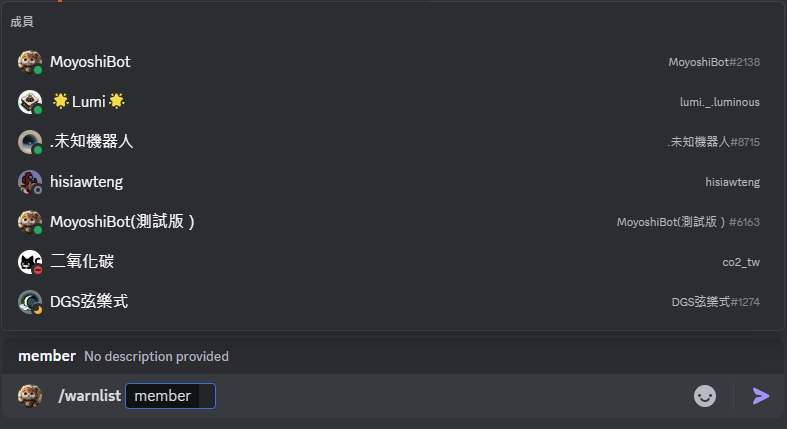 成員
MoyoshiBot MoyoshiBot#2138
🌟Lumi🌟 lumi._.luminous
.未知機器人 .未知機器人#8715
hisiawteng hisiawteng
MoyoshiBot(測試版) MoyoshiBot(測試版)#6163
二氧化碳 co2_tw
DGS弦樂式 DGS弦樂式#1274
member No description provided
/warnlist member